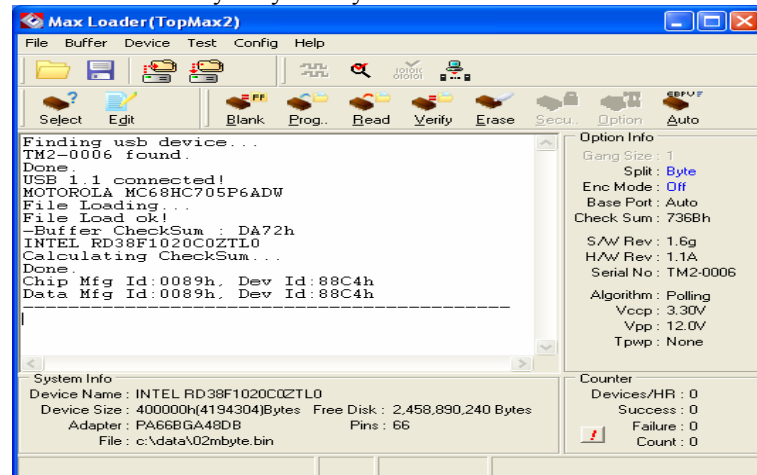 Max Loader(TopMax2)
File Buffer Device Test Config Help
Select Edit Blank Prog.. Read Verify Erase Secu.. Option Auto
Finding usb device...
TM2-0006 found.
Done.
USB 1.1 connected!
MOTOROLA MC68HC705P6ADW
File Loading...
File Load ok!
-Buffer CheckSum : DA72h
INTEL RD38F1020C0ZTL0
Calculating CheckSum...
Done.
Chip Mfg Id:0089h, Dev Id:88C4h
Data Mfg Id:0089h, Dev Id:88C4h
Option Info
Gang Size : 1
Split : Byte
Enc Mode : Off
Base Port : Auto
Check Sum : 736Bh
S/W Rev : 1.6g
H/W Rev : 1.1A
Serial No : TM2-0006
Algorithm : Polling
Vccp : 3.30V
Vpp : 12.0V
Tpwp : None
System Info
Device Name : INTEL RD38F1020C0ZTL0
Device Size : 400000h(4194304)Bytes Free Disk : 2,458,890,240 Bytes
Adapter : PA66BGA48DB Pins : 66
File : c:\data\02mbyte.bin
Counter
Devices/HR : 0
Success : 0
Failure : 0
Count : 0